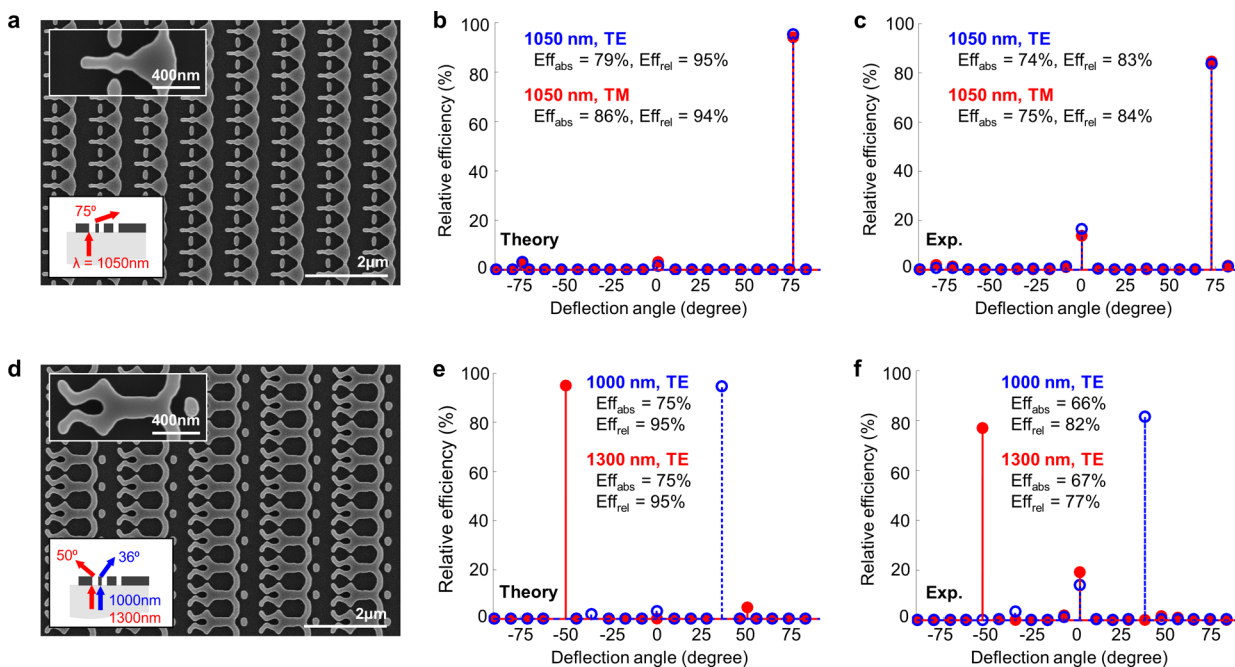 a
400nm
75º
λ = 1050nm
2µm
b
Relative efficiency (%)
100
80
60
40
20
0
1050 nm, TE
Eff_abs = 79%, Eff_rel = 95%
1050 nm, TM
Eff_abs = 86%, Eff_rel = 94%
Theory
-75 -50 -25 0 25 50 75
Deflection angle (degree)
c
Relative efficiency (%)
100
80
60
40
20
0
1050 nm, TE
Eff_abs = 74%, Eff_rel = 83%
1050 nm, TM
Eff_abs = 75%, Eff_rel = 84%
Exp.
-75 -50 -25 0 25 50 75
Deflection angle (degree)
d
400nm
50º 36º
1000nm
1300nm
2µm
e
Relative efficiency (%)
100
80
60
40
20
0
1000 nm, TE
Eff_abs = 75%
Eff_rel = 95%
1300 nm, TE
Eff_abs = 75%
Eff_rel = 95%
Theory
-75 -50 -25 0 25 50 75
Deflection angle (degree)
f
Relative efficiency (%)
100
80
60
40
20
0
1000 nm, TE
Eff_abs = 66%
Eff_rel = 82%
1300 nm, TE
Eff_abs = 67%
Eff_rel = 77%
Exp.
-75 -50 -25 0 25 50 75
Deflection angle (degree)